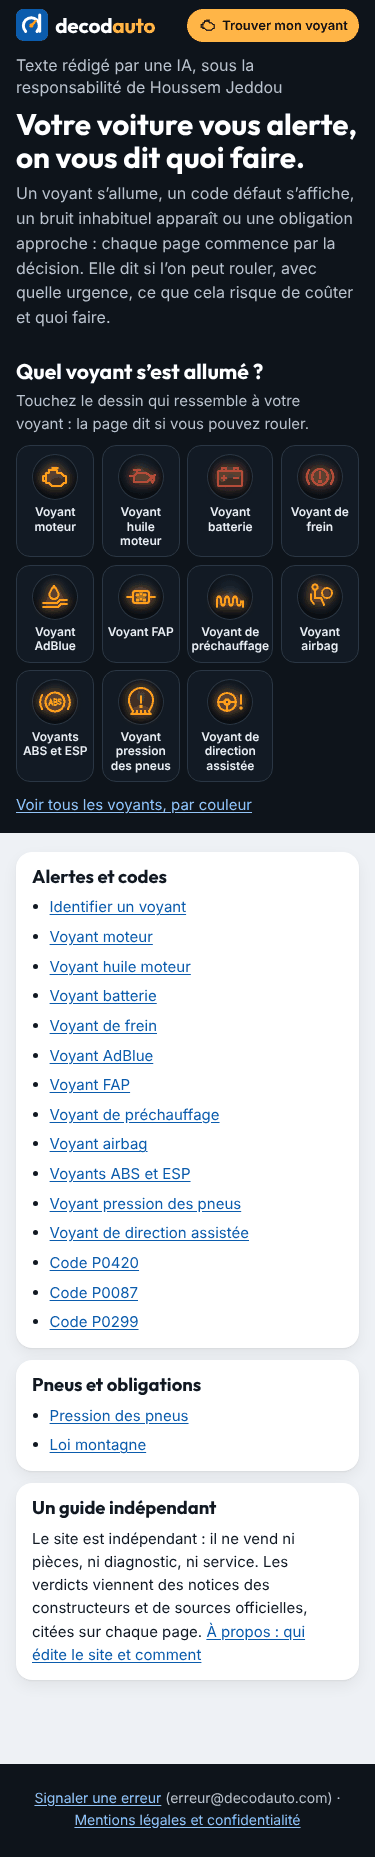 decodauto
Trouver mon voyant
Texte rédigé par une IA, sous la
responsabilité de Houssem Jeddou
Votre voiture vous alerte,
on vous dit quoi faire.
Un voyant s’allume, un code défaut s’affiche,
un bruit inhabituel apparaît ou une obligation
approche : chaque page commence par la
décision. Elle dit si l’on peut rouler, avec
quelle urgence, ce que cela risque de coûter
et quoi faire.
Quel voyant s’est allumé ?
Touchez le dessin qui ressemble à votre
voyant : la page dit si vous pouvez rouler.
Voyant
moteur
Voyant
huile
moteur
Voyant
batterie
Voyant de
frein
Voyant
AdBlue
Voyant FAP
Voyant de
préchauffage
Voyant
airbag
ABS
Voyants
ABS et ESP
Voyant
pression
des pneus
Voyant de
direction
assistée
Voir tous les voyants, par couleur
Alertes et codes
• Identifier un voyant
• Voyant moteur
• Voyant huile moteur
• Voyant batterie
• Voyant de frein
• Voyant AdBlue
• Voyant FAP
• Voyant de préchauffage
• Voyant airbag
• Voyants ABS et ESP
• Voyant pression des pneus
• Voyant de direction assistée
• Code P0420
• Code P0087
• Code P0299
Pneus et obligations
• Pression des pneus
• Loi montagne
Un guide indépendant
Le site est indépendant : il ne vend ni
pièces, ni diagnostic, ni service. Les
verdicts viennent des notices des
constructeurs et de sources officielles,
citées sur chaque page. À propos : qui
édite le site et comment
Signaler une erreur (erreur@decodauto.com) ·
Mentions légales et confidentialité